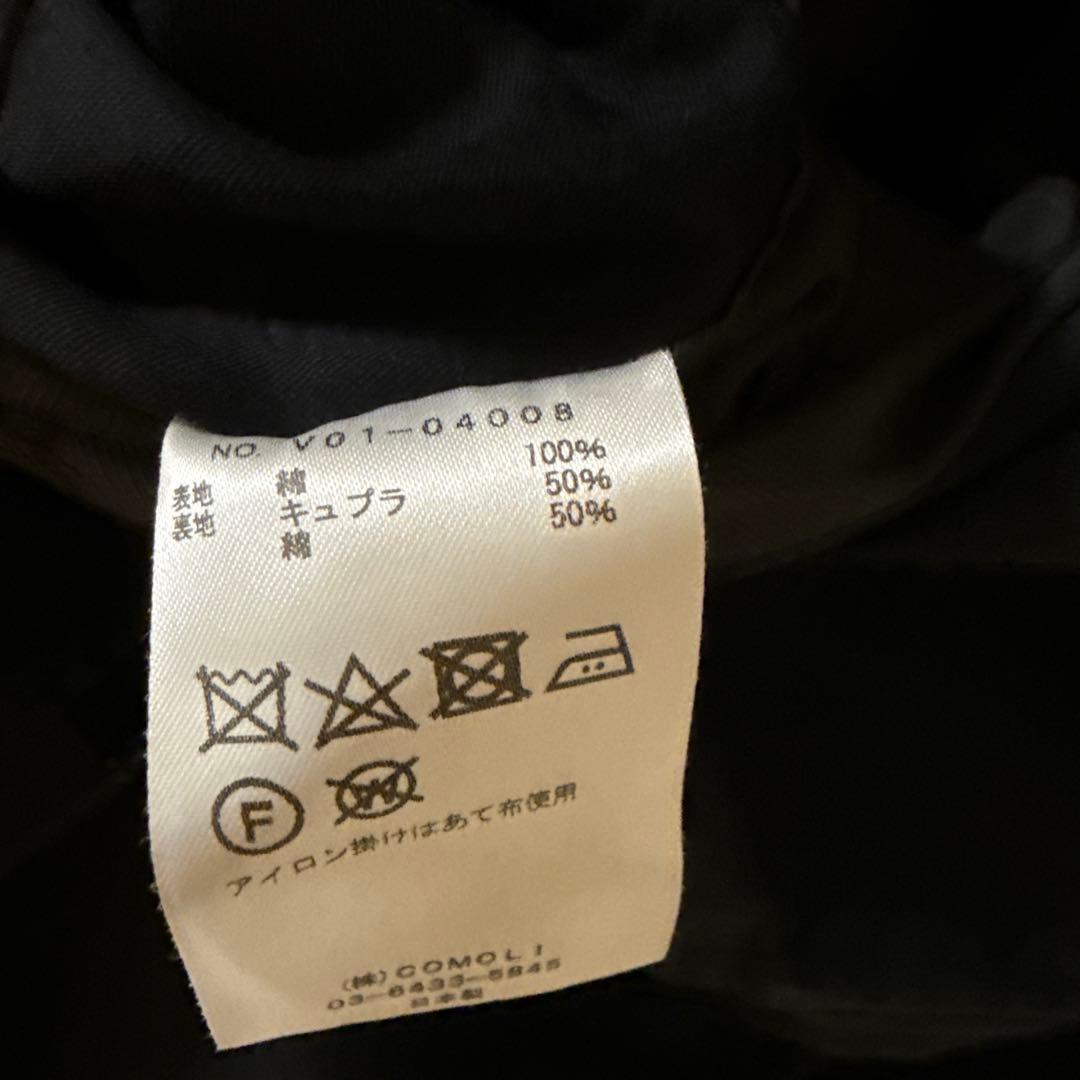 NO. V01-04008
表地 綿 100%
裏地 キュプラ 50%
綿 50%
F
W
アイロン掛けはあて布使用
(株)COMOLI
03-6433-5845
日本製